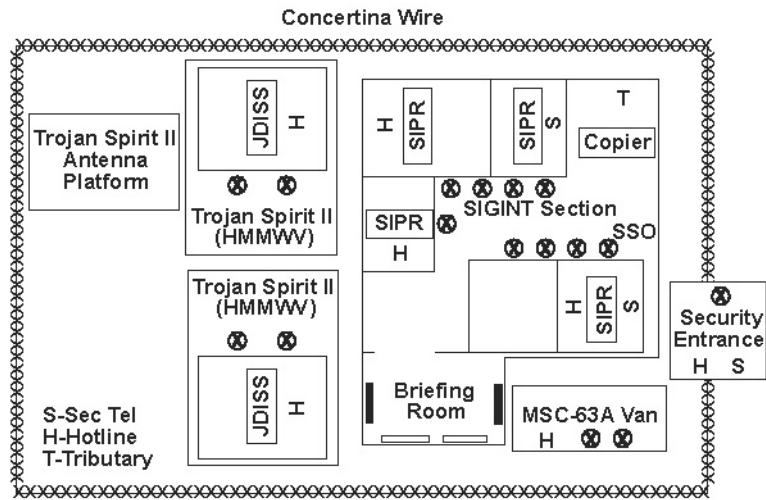 Concertina Wire
Trojan Spirit II
Antenna
Platform
JDISS
H
Trojan Spirit II
(HMMWV)
Trojan Spirit II
(HMMWV)
JDISS
H
H
SIPR
SIPR
S
T
Copier
SIGINT Section
SIPR
H
SSO
H
SIPR
S
Security
Entrance
H S
Briefing
Room
MSC-63A Van
H
S-Sec Tel
H-Hotline
T-Tributary